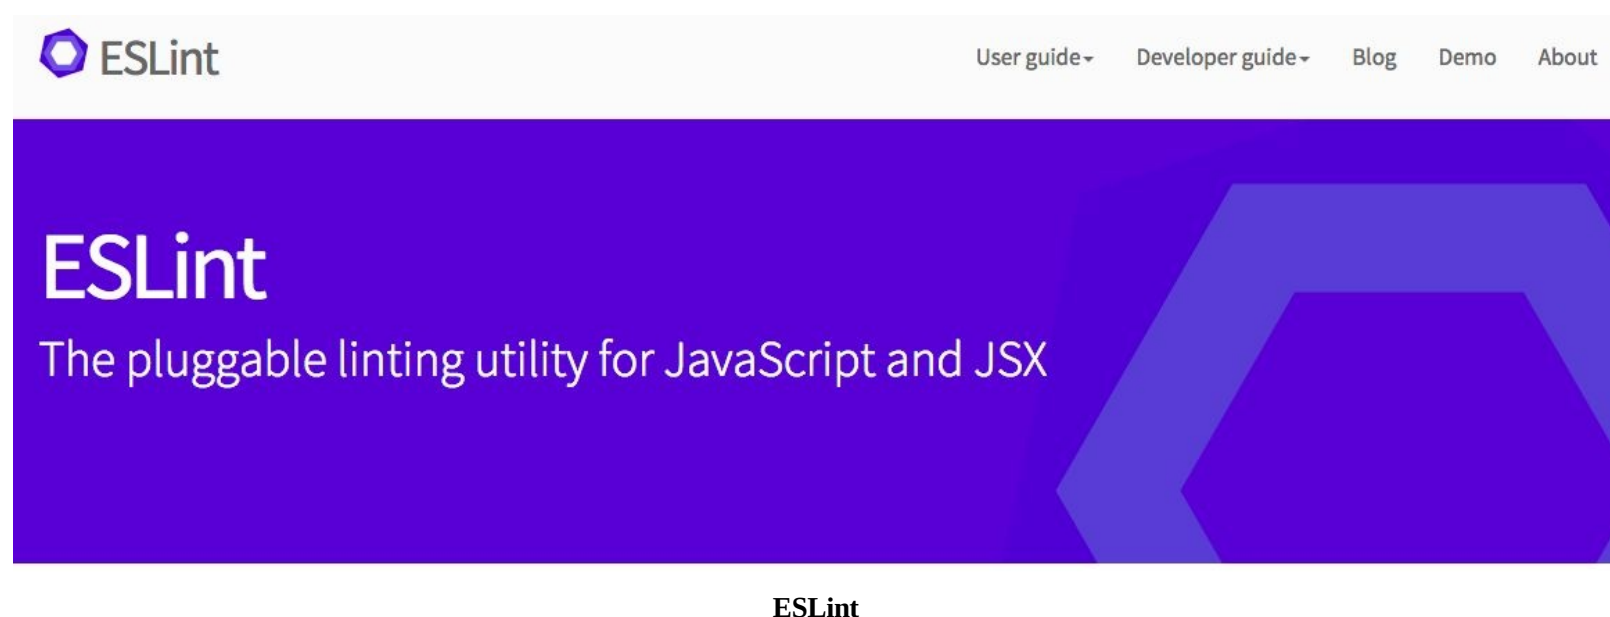 ESLint
User guide Developer guide Blog Demo About
ESLint
The pluggable linting utility for JavaScript and JSX
ESLint